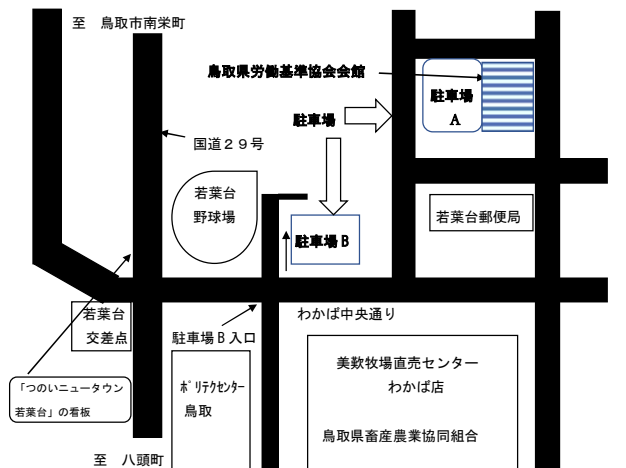 至　鳥取市南栄町
鳥取県労働基準協会会館
駐車場
A
駐車場
国道２９号
若葉台
野球場
若葉台郵便局
駐車場Ｂ
若葉台
交差点
駐車場Ｂ入口
わかば中央通り
美歎牧場直売センター
わかば店
「つのいニュータウン
若葉台」の看板
ﾎﾟﾘﾃｸｾﾝﾀｰ
鳥取
鳥取県畜産農業協同組合
至　八頭町